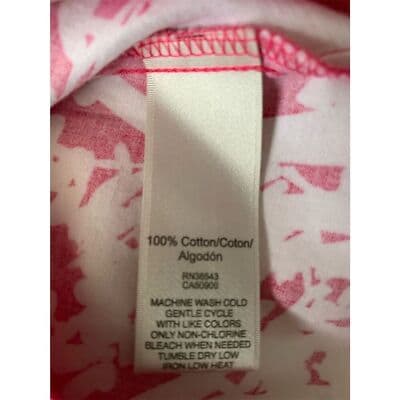 100% Cotton/Coton/
Algodón
RN36543
CA50900
MACHINE WASH COLD
GENTLE CYCLE
WITH LIKE COLORS
ONLY NON-CHLORINE
BLEACH WHEN NEEDED
TUMBLE DRY LOW
IRON LOW HEAT